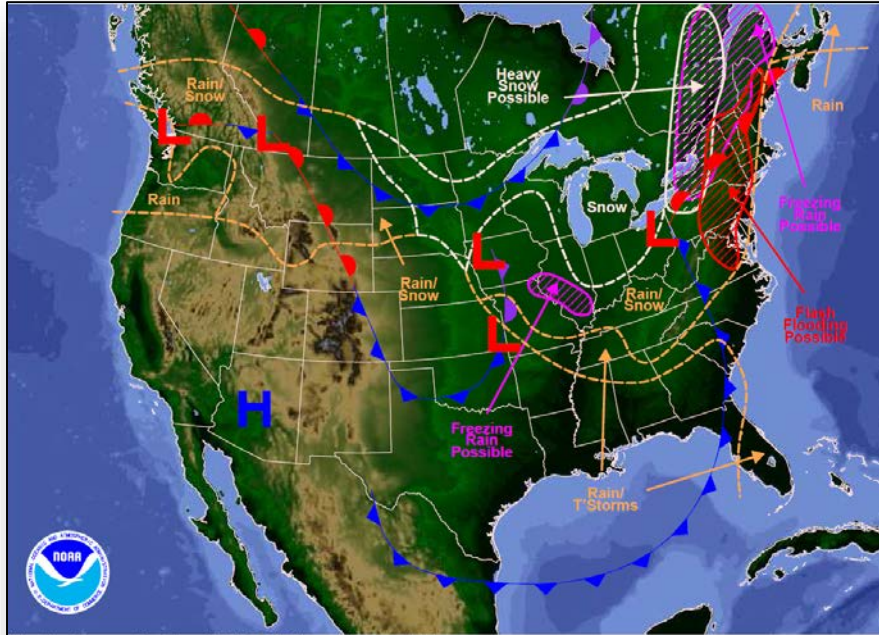 Rain/
Snow
Heavy
Snow
Possible
Rain
Rain
Snow
Freezing
Rain
Possible
Rain/
Snow
Rain/
Snow
Flash
Flooding
Possible
L
L
L
L
L
H
Freezing
Rain
Possible
Rain/
T'Storms
NOAA